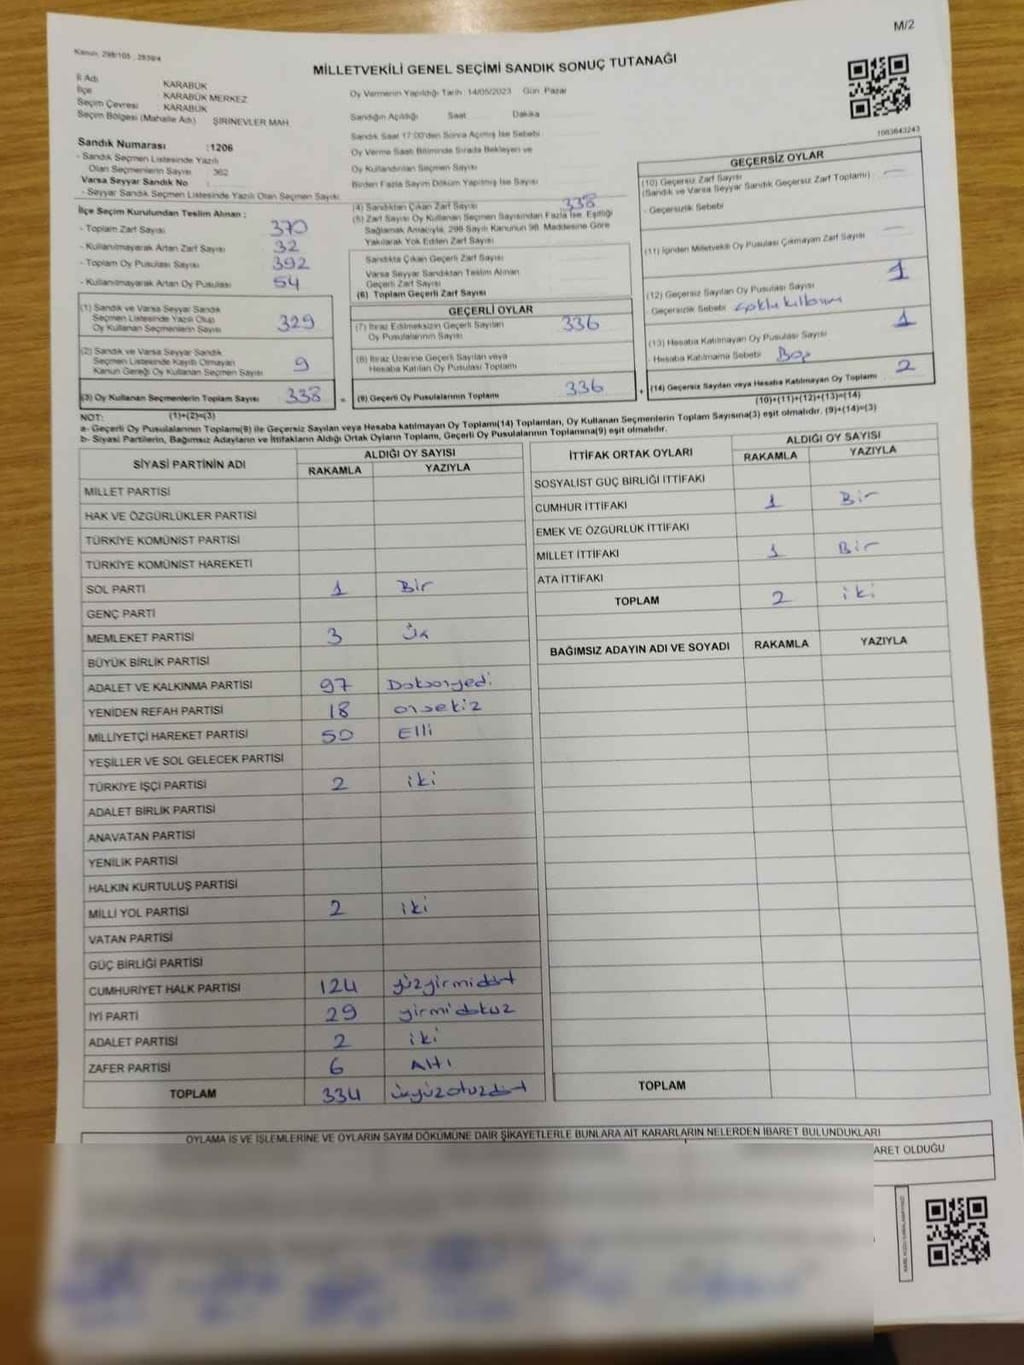 M/2
Kanun: 298/105 ; 2839/4
MİLLETVEKİLİ GENEL SEÇİMİ SANDIK SONUÇ TUTANAĞI
İl Adı : KARABÜK
İlçe : KARABÜK MERKEZ
Seçim Çevresi : KARABÜK
Seçim Bölgesi (Mahalle Adı) : ŞİRİNEVLER MAH
Sandık Numarası :1206
- Sandık Seçmen Listesinde Yazılı
Olan Seçmenlerin Sayısı 362
Varsa Seyyar Sandık No
- Seyyar Sandık Seçmen Listesinde Yazılı Olan Seçmen Sayısı:
Oy Vermenin Yapıldığı Tarih :14/05/2023 Gün :Pazar
Sandığın Açıldığı Saat Dakika
Sandık Saat 17:00'den Sonra Açılmış İse Sebebi
Oy Verme Saati Bitiminde Sırada Bekleyen ve
Oy Kullandırılan Seçmen Sayısı
Birden Fazla Sayım Döküm Yapılmış İse Sayısı
1083643243
İlçe Seçim Kurulundan Teslim Alınan :
- Toplam Zarf Sayısı 370
- Kullanılmayarak Artan Zarf Sayısı 32
- Toplam Oy Pusulası Sayısı 392
- Kullanılmayarak Artan Oy Pusulası 54
(1) Sandık ve Varsa Seyyar Sandık
Seçmen Listesinde Yazılı Olup
Oy Kullanan Seçmenlerin Sayısı 329
(2) Sandık ve Varsa Seyyar Sandık
Seçmen Listesinde Kayıtlı Olmayan
Kanun Gereği Oy Kullanan Seçmen Sayısı 9
(3) Oy Kullanan Seçmenlerin Toplam Sayısı 338
(1)+(2)=(3)
(4) Sandıktan Çıkan Zarf Sayısı 338
(5) Zarf Sayısı Oy Kullanan Seçmen Sayısından Fazla İse, Eşitliği
Sağlamak Amacıyla, 298 Sayılı Kanunun 98. Maddesine Göre
Yakılarak Yok Edilen Zarf Sayısı
Sandıkta Çıkan Geçerli Zarf Sayısı
Varsa Seyyar Sandıktan Teslim Alınan
Geçerli Zarf Sayısı
(6) Toplam Geçerli Zarf Sayısı
GEÇERLİ OYLAR
(7) İtiraz Edilmeksizin Geçerli Sayılan
Oy Pusulalarının Sayısı 336
(8) İtiraz Üzerine Geçerli Sayılan veya
Hesaba Katılan Oy Pusulası Toplamı
(9) Geçerli Oy Pusulalarının Toplamı 336
GEÇERSİZ OYLAR
(10) Geçersiz Zarf Sayısı
(Sandık ve Varsa Seyyar Sandık Geçersiz Zarf Toplamı)
- Geçersizlik Sebebi
(11) İçinden Milletvekili Oy Pusulası Çıkmayan Zarf Sayısı
(12) Geçersiz Sayılan Oy Pusulası Sayısı 1
Geçersizlik Sebebi
(13) Hesaba Katılmayan Oy Pusulası Sayısı 1
- Hesaba Katılmama Sebebi Boş
(14) Geçersiz Sayılan veya Hesaba Katılmayan Oy Toplamı 2
(10)+(11)+(12)+(13)=(14)
NOT:
a- Geçerli Oy Pusulalarının Toplamı(9) ile Geçersiz Sayılan veya Hesaba katılmayan Oy Toplamı(14) Toplamları, Oy Kullanan Seçmenlerin Toplam Sayısına(3) eşit olmalıdır. (9)+(14)=(3)
b- Siyasi Partilerin, Bağımsız Adayların ve İttifakların Aldığı Ortak Oyların Toplamı, Geçerli Oy Pusulalarının Toplamına(9) eşit olmalıdır.
SİYASİ PARTİNİN ADI ALDIĞI OY SAYISI
RAKAMLA YAZIYLA
MİLLET PARTİSİ
HAK VE ÖZGÜRLÜKLER PARTİSİ
TÜRKİYE KOMÜNİST PARTİSİ
TÜRKİYE KOMÜNİST HAREKETİ
SOL PARTİ 1 Bir
GENÇ PARTİ
MEMLEKET PARTİSİ 3 Üç
BÜYÜK BİRLİK PARTİSİ
ADALET VE KALKINMA PARTİSİ 97 Doksanyedi
YENİDEN REFAH PARTİSİ 18 onsekiz
MİLLİYETÇİ HAREKET PARTİSİ 50 Elli
YEŞİLLER VE SOL GELECEK PARTİSİ
TÜRKİYE İŞÇİ PARTİSİ 2 iki
ADALET BİRLİK PARTİSİ
ANAVATAN PARTİSİ
YENİLİK PARTİSİ
HALKIN KURTULUŞ PARTİSİ
MİLLİ YOL PARTİSİ 2 iki
VATAN PARTİSİ
GÜÇ BİRLİĞİ PARTİSİ
CUMHURİYET HALK PARTİSİ 124 yüzyirmidört
İYİ PARTİ 29 yirmidokuz
ADALET PARTİSİ 2 iki
ZAFER PARTİSİ 6 Altı
TOPLAM 334 üçyüzotuzdört
İTTİFAK ORTAK OYLARI ALDIĞI OY SAYISI
RAKAMLA YAZIYLA
SOSYALİST GÜÇ BİRLİĞİ İTTİFAKI
CUMHUR İTTİFAKI 1 Bir
EMEK VE ÖZGÜRLÜK İTTİFAKI
MİLLET İTTİFAKI 1 Bir
ATA İTTİFAKI
TOPLAM 2 iki
BAĞIMSIZ ADAYIN ADI VE SOYADI RAKAMLA YAZIYLA
TOPLAM
OYLAMA İŞ VE İŞLEMLERİNE VE OYLARIN SAYIM DÖKÜMÜNE DAİR ŞİKAYETLERLE BUNLARA AİT KARARLARIN NELERDEN İBARET BULUNDUKLARI
ARET OLDUĞU